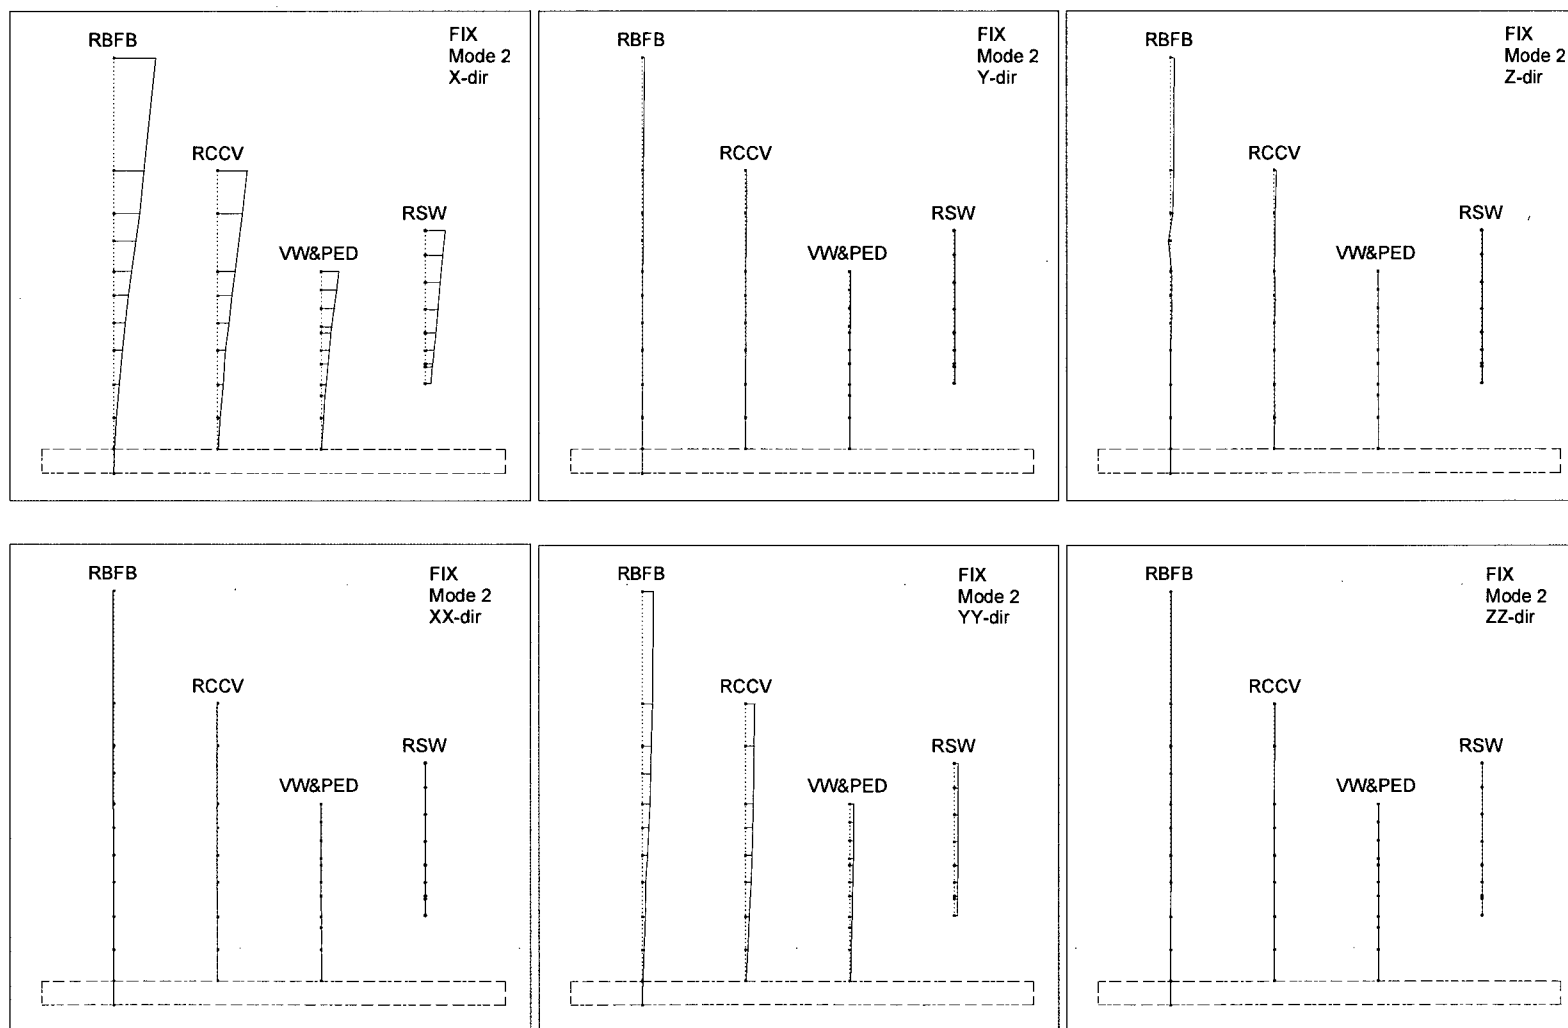 RBFB
FIX
Mode 2
X-dir
RCCV
RSW
VW&PED
RBFB
FIX
Mode 2
Y-dir
RCCV
RSW
VW&PED
RBFB
FIX
Mode 2
Z-dir
RCCV
RSW
VW&PED
RBFB
FIX
Mode 2
XX-dir
RCCV
RSW
VW&PED
RBFB
FIX
Mode 2
YY-dir
RCCV
RSW
VW&PED
RBFB
FIX
Mode 2
ZZ-dir
RCCV
RSW
VW&PED